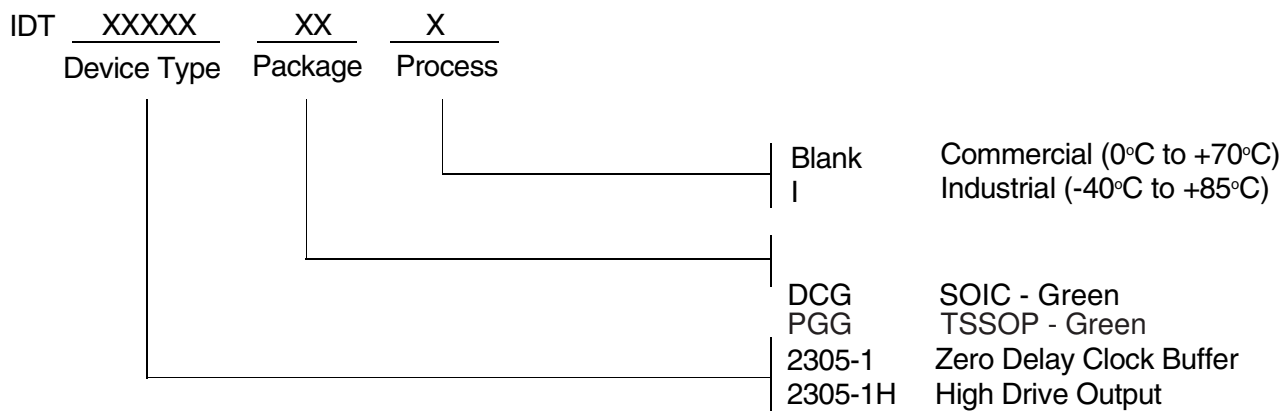 IDT XXXXX XX X
Device Type Package Process
Blank Commercial (0°C to +70°C)
I Industrial (-40°C to +85°C)
DCG SOIC - Green
PGG TSSOP - Green
2305-1 Zero Delay Clock Buffer
2305-1H High Drive Output